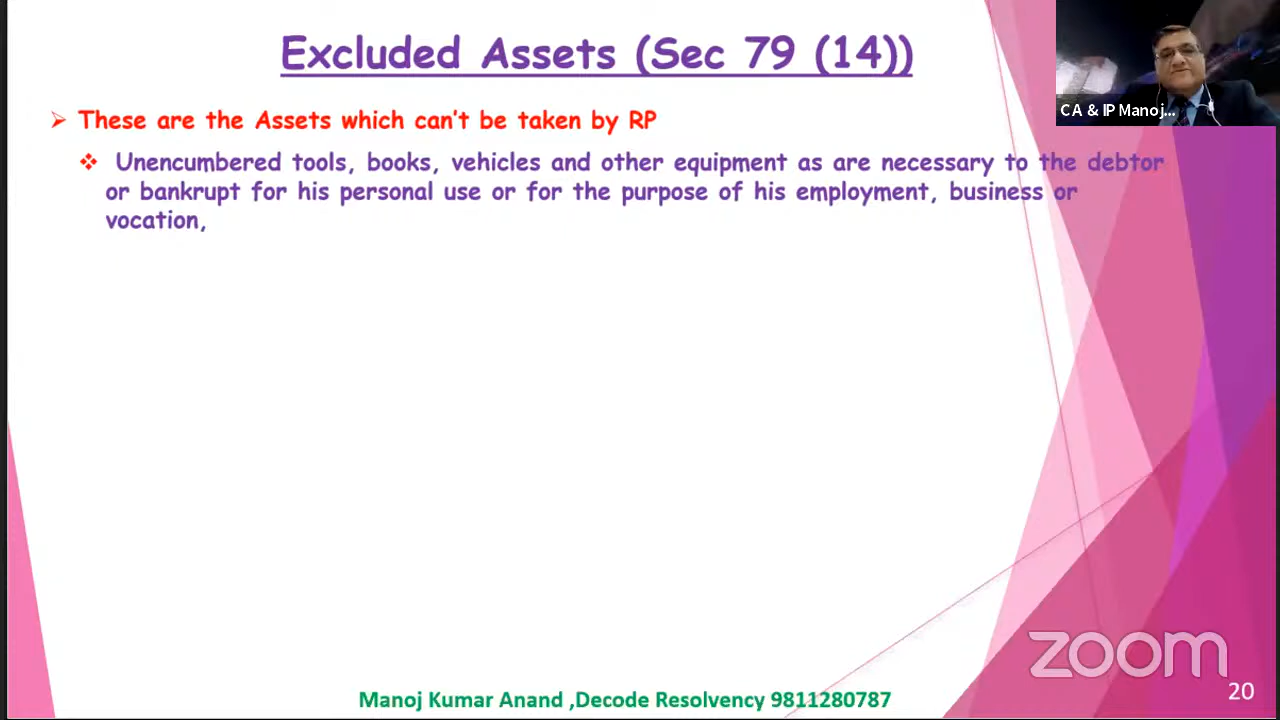 Excluded Assets (Sec 79 (14))
CA & IP Manoj...
➢ These are the Assets which can't be taken by RP
❖ Unencumbered tools, books, vehicles and other equipment as are necessary to the debtor
or bankrupt for his personal use or for the purpose of his employment, business or
vocation,
zoom
Manoj Kumar Anand ,Decode Resolvency 9811280787
20